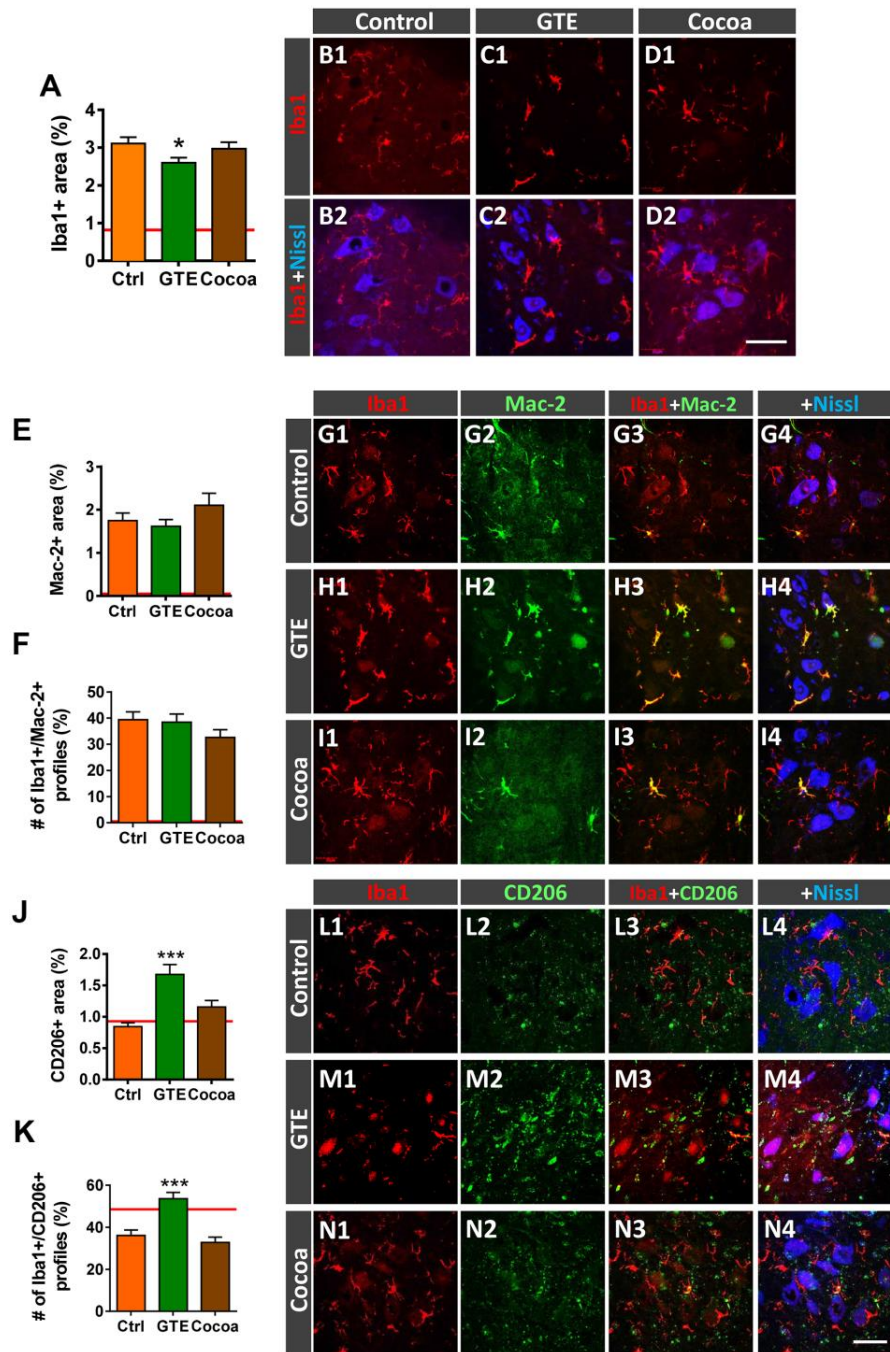 Control GTE Cocoa
A
Iba1+ area (%)
4
3
2
1
0
*
Ctrl GTE Cocoa
Iba1
B1 C1 D1
Iba1+Nissl
B2 C2 D2
Iba1 Mac-2 Iba1+Mac-2 +Nissl
E
Mac-2+ area (%)
3
2
1
0
Ctrl GTE Cocoa
Control
G1 G2 G3 G4
GTE
H1 H2 H3 H4
F
# of Iba1+/Mac-2+
profiles (%)
50
40
30
20
10
0
Ctrl GTE Cocoa
Cocoa
I1 I2 I3 I4
Iba1 CD206 Iba1+CD206 +Nissl
J
CD206+ area (%)
2.0
1.5
1.0
0.5
0.0
***
Ctrl GTE Cocoa
Control
L1 L2 L3 L4
GTE
M1 M2 M3 M4
K
# of Iba1+/CD206+
profiles (%)
60
40
20
0
***
Ctrl GTE Cocoa
Cocoa
N1 N2 N3 N4